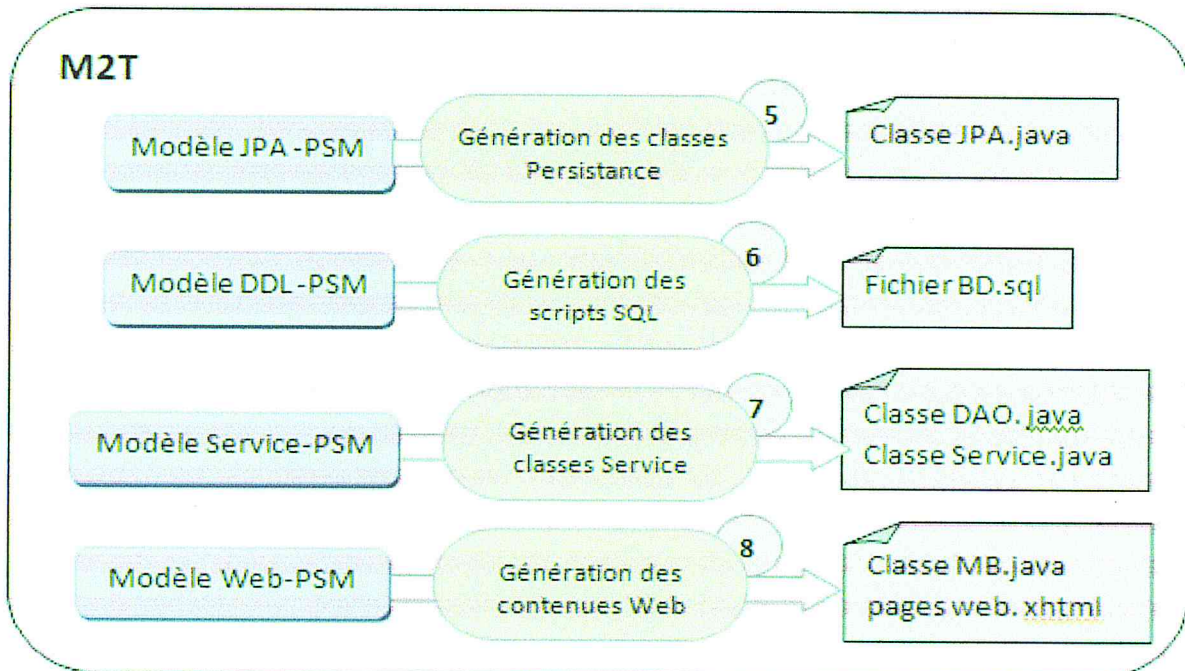 M2T
Modèle JPA -PSM
Génération des classes
Persistance
5
Classe JPA.java
Modèle DDL -PSM
Génération des
scripts SQL
6
Fichier BD.sql
Modèle Service-PSM
Génération des
classes Service
7
Classe DAO. java
Classe Service.java
Modèle Web-PSM
Génération des
contenues Web
8
Classe MB.java
pages web. xhtml